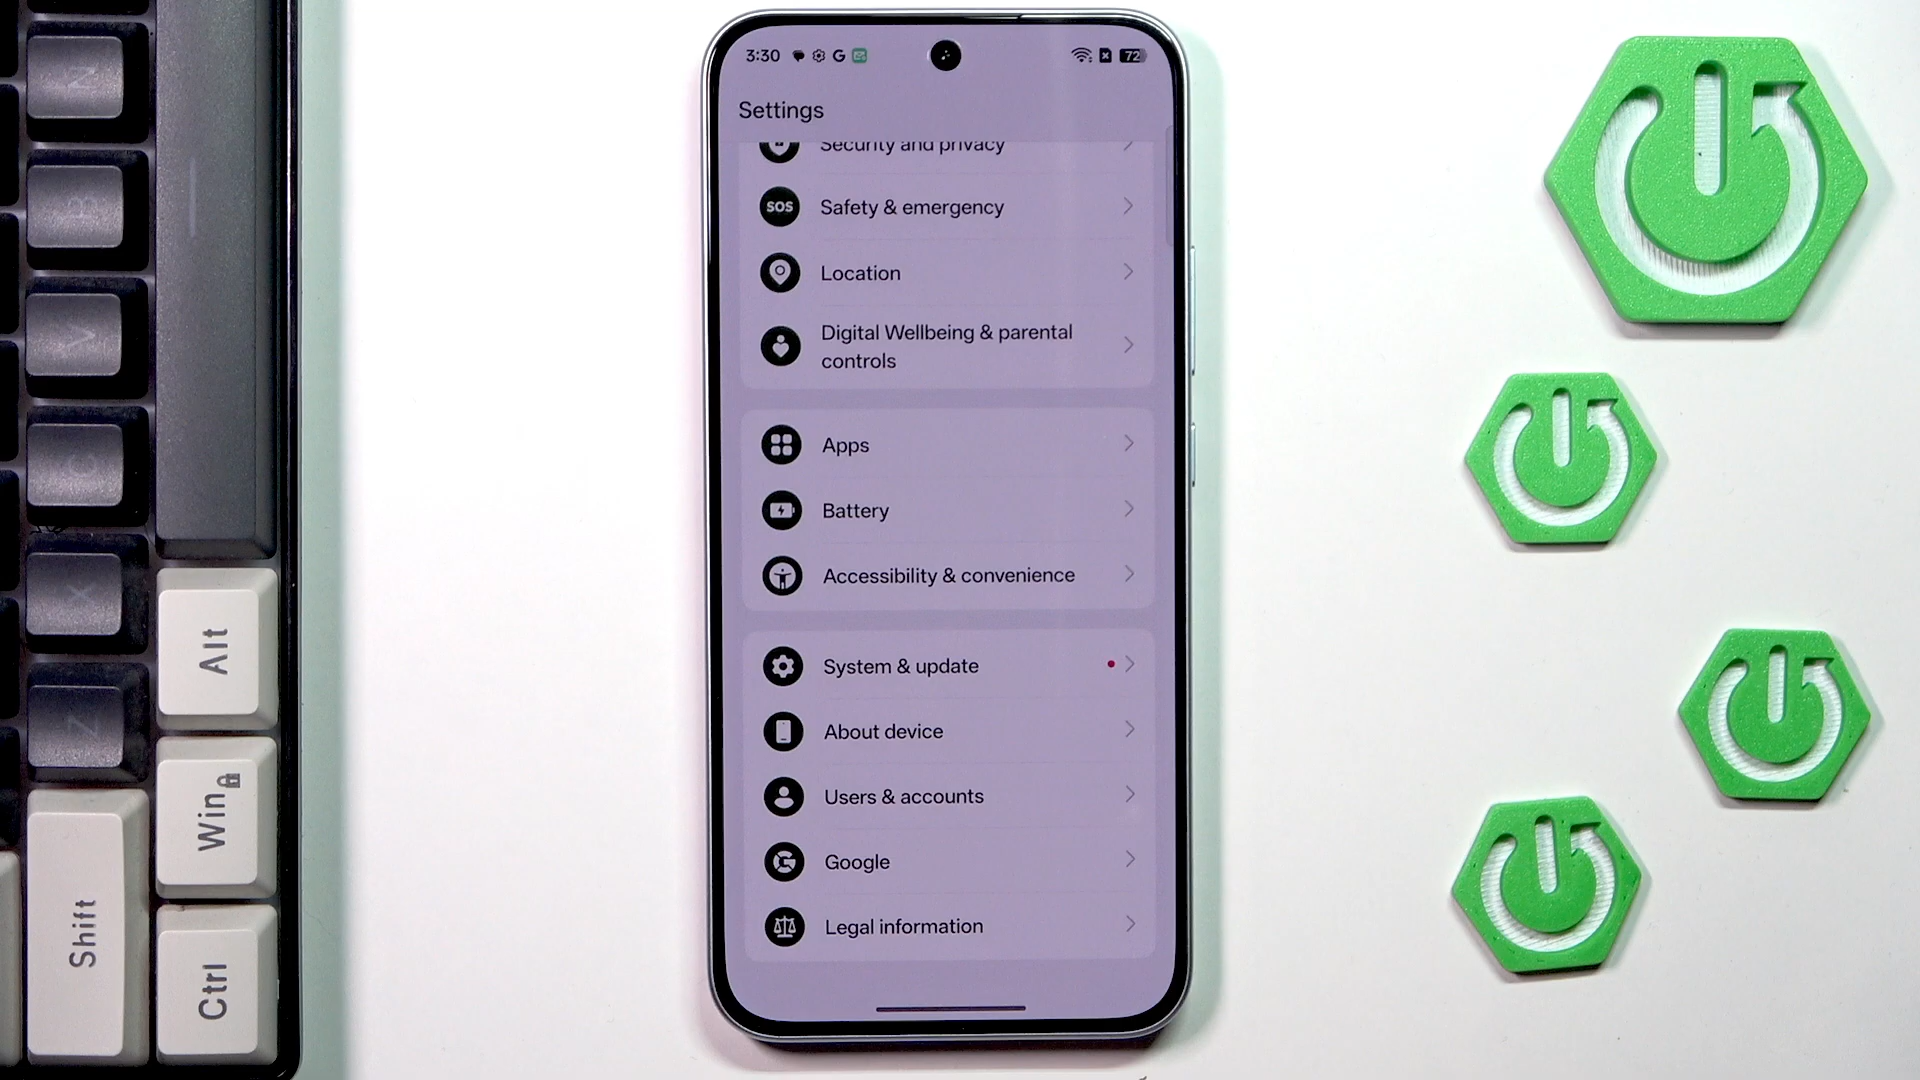 3:30
72
Settings
Security and privacy
SOS
Safety & emergency
Location
Digital Wellbeing & parental
controls
Apps
Battery
Accessibility & convenience
System & update
About device
Users & accounts
Google
Legal information
N
B
V
C
X
Z
Alt
Win
Shift
Ctrl